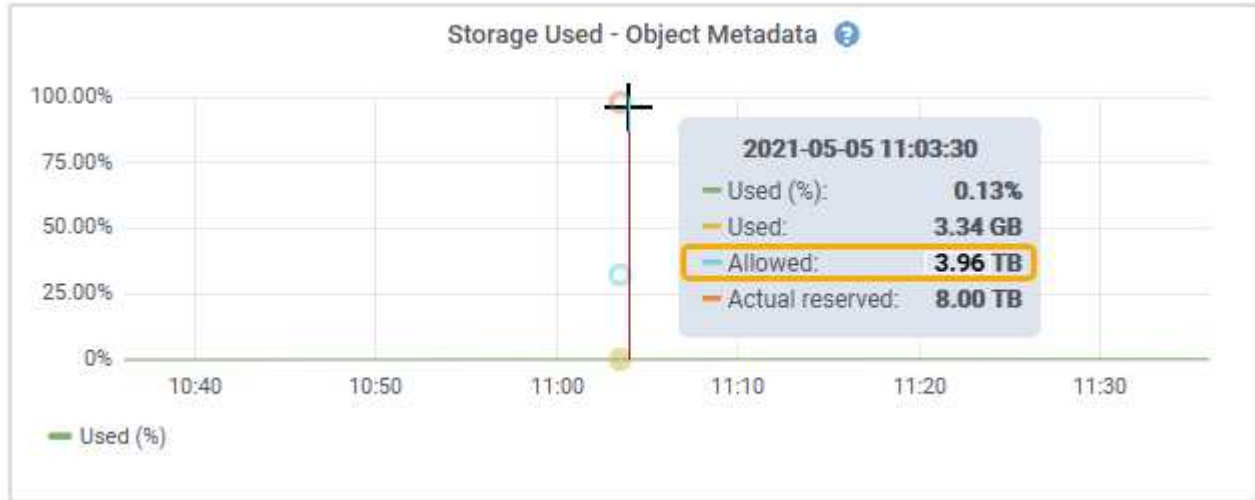 Storage Used - Object Metadata ?
100.00%
75.00%
50.00%
25.00%
0%
10:40 10:50 11:00 11:10 11:20 11:30
2021-05-05 11:03:30
Used (%): 0.13%
Used: 3.34 GB
Allowed: 3.96 TB
Actual reserved: 8.00 TB
Used (%)